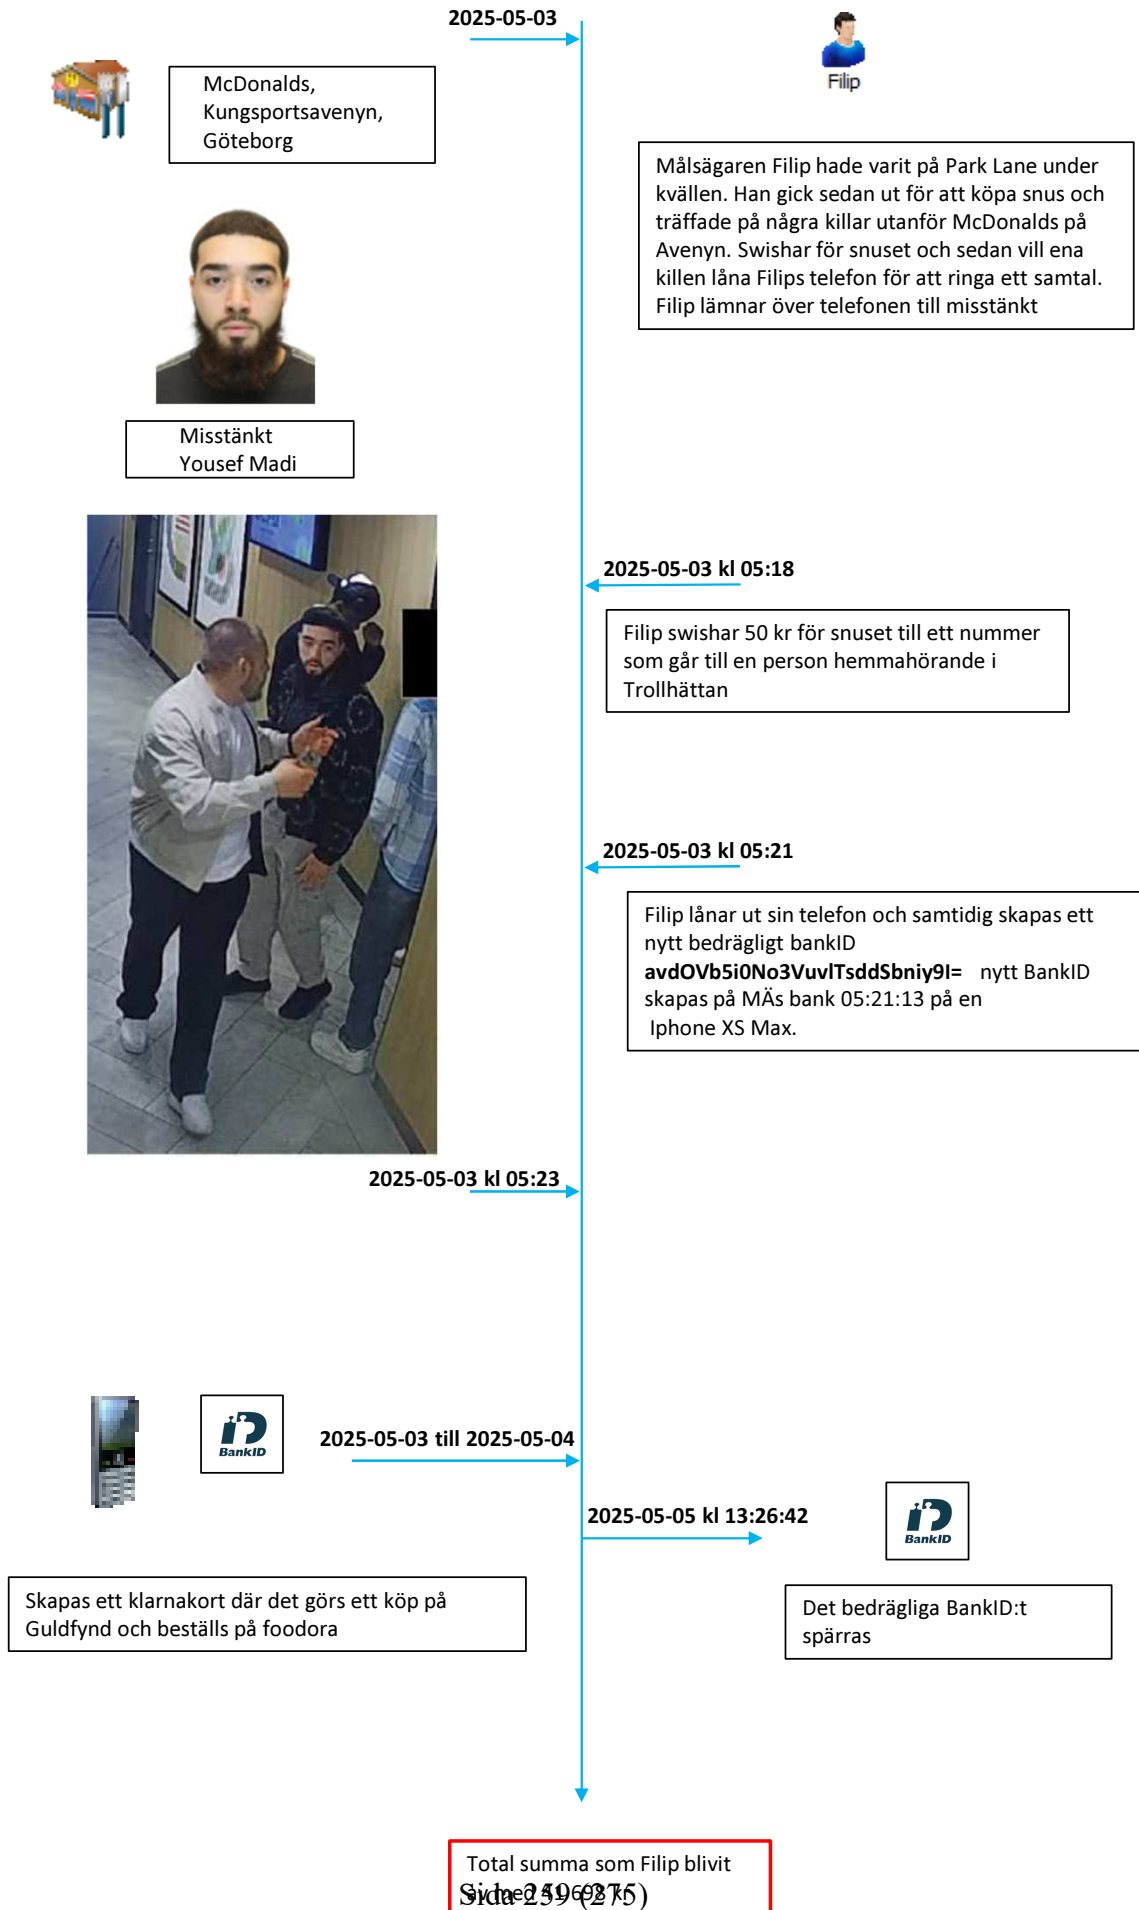 2025-05-03
Filip
McDonalds,
Kungsportsavenyn,
Göteborg
Målsägaren Filip hade varit på Park Lane under
kvällen. Han gick sedan ut för att köpa snus och
träffade på några killar utanför McDonalds på
Avenyn. Swishar för snuset och sedan vill ena
killen låna Filips telefon för att ringa ett samtal.
Filip lämnar över telefonen till misstänkt
Misstänkt
Yousef Madi
2025-05-03 kl 05:18
Filip swishar 50 kr för snuset till ett nummer
som går till en person hemmahörande i
Trollhättan
2025-05-03 kl 05:21
Filip lånar ut sin telefon och samtidig skapas ett
nytt bedrägligt bankID
avdOVb5i0No3VuvlTsddSbniy9I= nytt BankID
skapas på MÄs bank 05:21:13 på en
Iphone XS Max.
2025-05-03 kl 05:23
BankID
2025-05-03 till 2025-05-04
2025-05-05 kl 13:26:42
BankID
Skapas ett klarnakort där det görs ett köp på
Guldfynd och beställs på foodora
Det bedrägliga BankID:t
spärras
Total summa som Filip blivit
av med kr
Sida 259 (275)